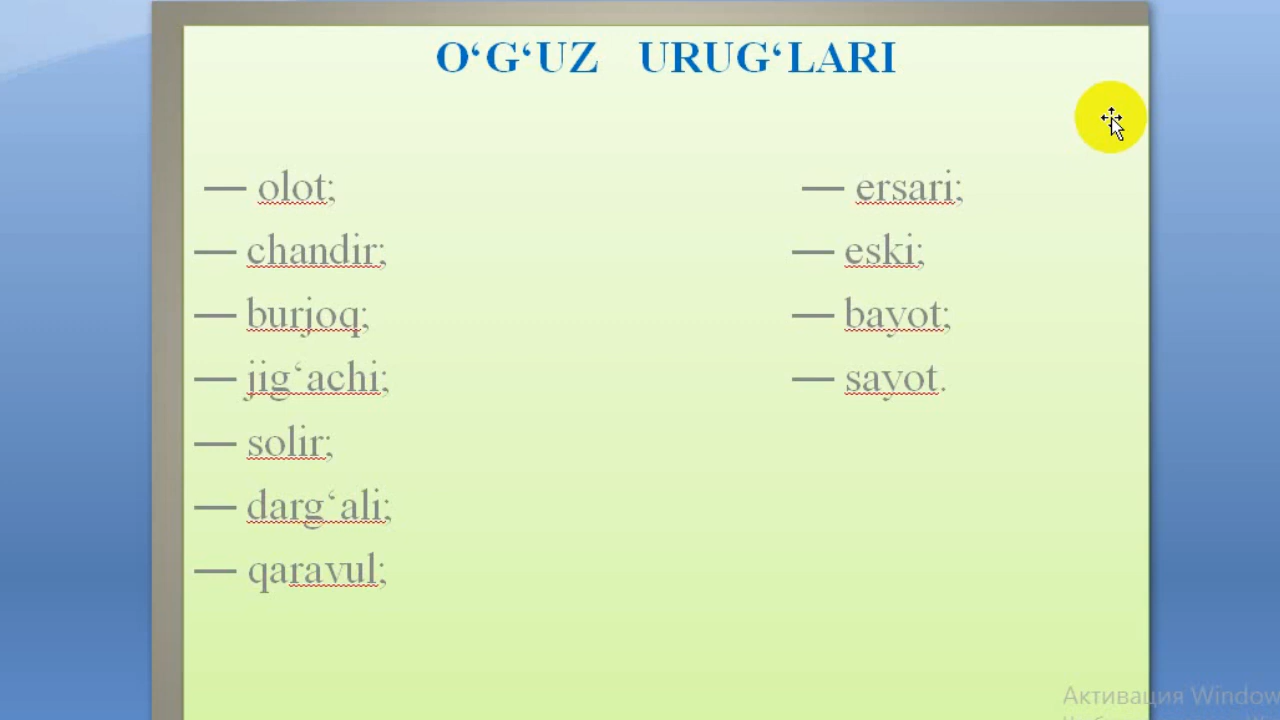 O‘G‘UZ URUG‘LARI
— olot;
— chandir;
— burjoq;
— jig‘achi;
— solir;
— darg‘ali;
— qaravul;
— ersari;
— eski;
— bayot;
— sayot.
Активация Window